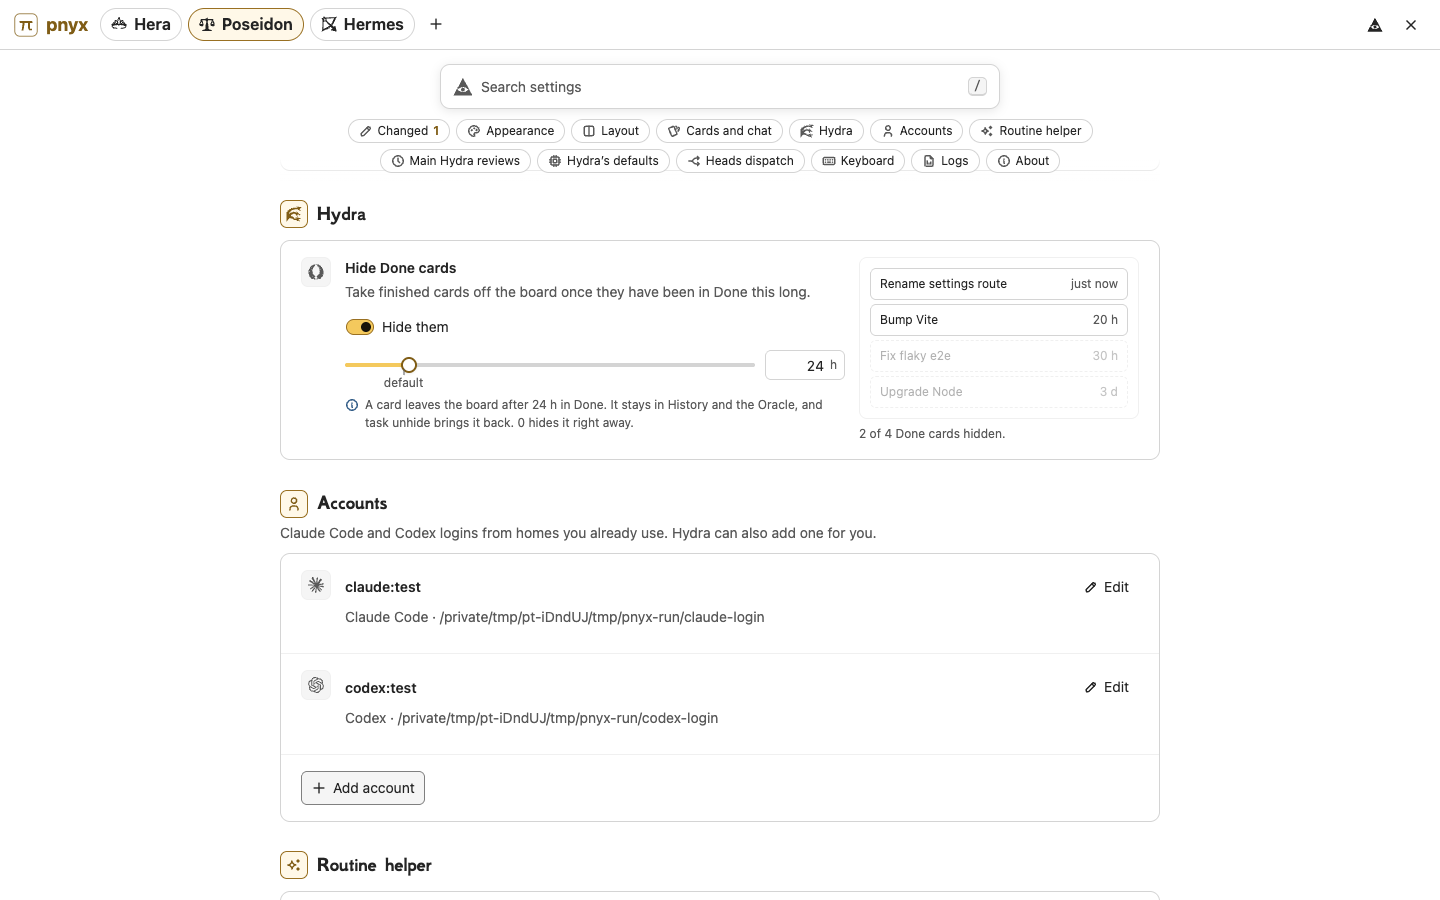 π pnyx Hera Poseidon Hermes +
Search settings /
Changed 1 Appearance Layout Cards and chat Hydra Accounts Routine helper
Main Hydra reviews Hydra's defaults Heads dispatch Keyboard Logs About
Hydra
Hide Done cards
Take finished cards off the board once they have been in Done this long.
Hide them
24 h
default
A card leaves the board after 24 h in Done. It stays in History and the Oracle, and
task unhide brings it back. 0 hides it right away.
Rename settings route just now
Bump Vite 20 h
Fix flaky e2e 30 h
Upgrade Node 3 d
2 of 4 Done cards hidden.
Accounts
Claude Code and Codex logins from homes you already use. Hydra can also add one for you.
claude:test Edit
Claude Code · /private/tmp/pt-iDndUJ/tmp/pnyx-run/claude-login
codex:test Edit
Codex · /private/tmp/pt-iDndUJ/tmp/pnyx-run/codex-login
+ Add account
Routine helper